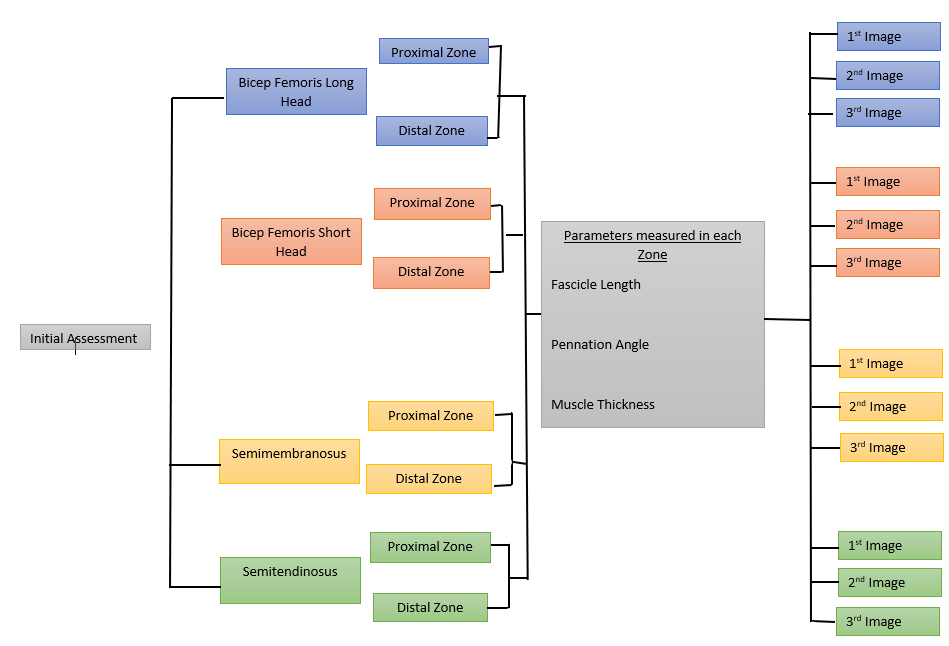 Initial Assessment
Bicep Femoris Long
Head
Proximal Zone
Distal Zone
Bicep Femoris Short
Head
Proximal Zone
Distal Zone
Semimembranosus
Proximal Zone
Distal Zone
Semitendinosus
Proximal Zone
Distal Zone
Parameters measured in each
Zone
Fascicle Length
Pennation Angle
Muscle Thickness
1st Image
2nd Image
3rd Image
1st Image
2nd Image
3rd Image
1st Image
2nd Image
3rd Image
1st Image
2nd Image
3rd Image